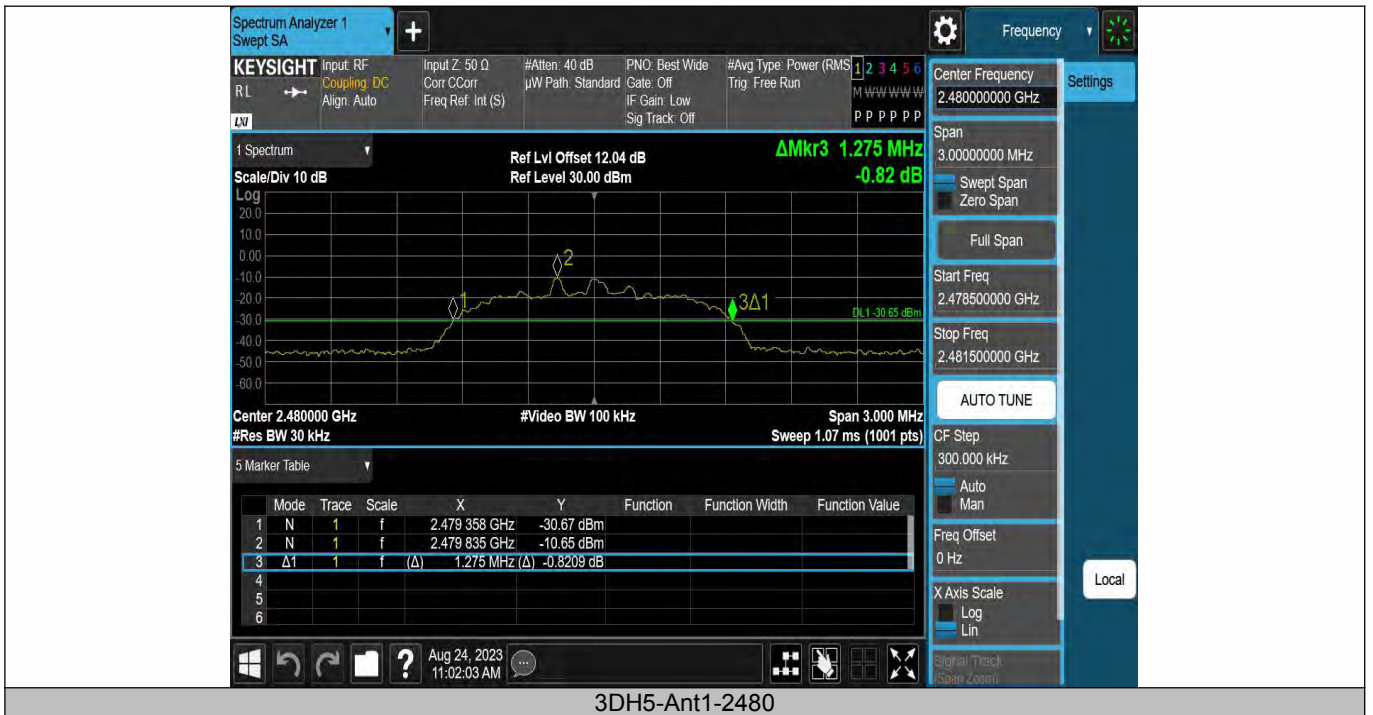 Spectrum Analyzer 1
Swept SA
Frequency
KEYSIGHT Input: RF Input Z: 50 Ω #Atten: 40 dB PNO: Best Wide #Avg Type: Power (RMS 1 2 3 4 5 6
RL Coupling: DC Corr CCorr µW Path: Standard Gate: Off Trig: Free Run
Align: Auto Freq Ref: Int (S) IF Gain: Low M W W W W W
LXI Sig Track: Off P P P P P P
1 Spectrum
Scale/Div 10 dB
Ref Lvl Offset 12.04 dB
Ref Level 30.00 dBm
ΔMkr3 1.275 MHz
-0.82 dB
Log
20.0
10.0
0.00
-10.0
-20.0
-30.0
-40.0
-50.0
-60.0
1
2
3Δ1
DL1 -30.65 dBm
Center 2.480000 GHz #Video BW 100 kHz Span 3.000 MHz
#Res BW 30 kHz Sweep 1.07 ms (1001 pts)
5 Marker Table
Mode Trace Scale X Y Function Function Width Function Value
1 N 1 f 2.479 358 GHz -30.67 dBm
2 N 1 f 2.479 835 GHz -10.65 dBm
3 Δ1 1 f (Δ) 1.275 MHz (Δ) -0.8209 dB
4
5
6
? Aug 24, 2023
11:02:03 AM
Center Frequency
2.480000000 GHz
Settings
Span
3.00000000 MHz
Swept Span
Zero Span
Full Span
Start Freq
2.478500000 GHz
Stop Freq
2.481500000 GHz
AUTO TUNE
CF Step
300.000 kHz
Auto
Man
Freq Offset
0 Hz
Local
X Axis Scale
Log
Lin
Signal Track
(Span Zoom)
3DH5-Ant1-2480